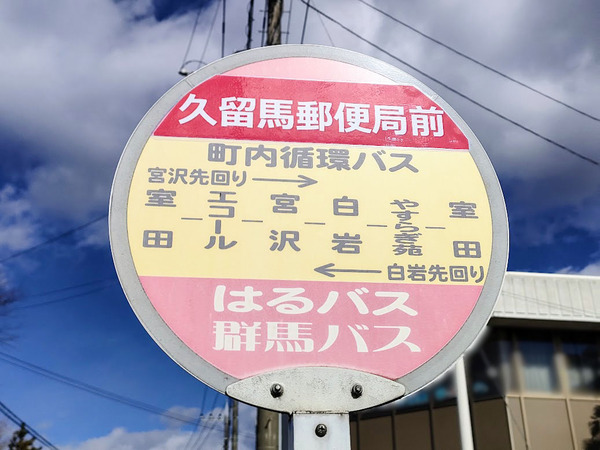 久留馬郵便局前
町内循環バス
宮沢先回り→
室田―エコール―宮沢―白岩―やすらぎ苑―室田
←白岩先回り
はるバス
群馬バス